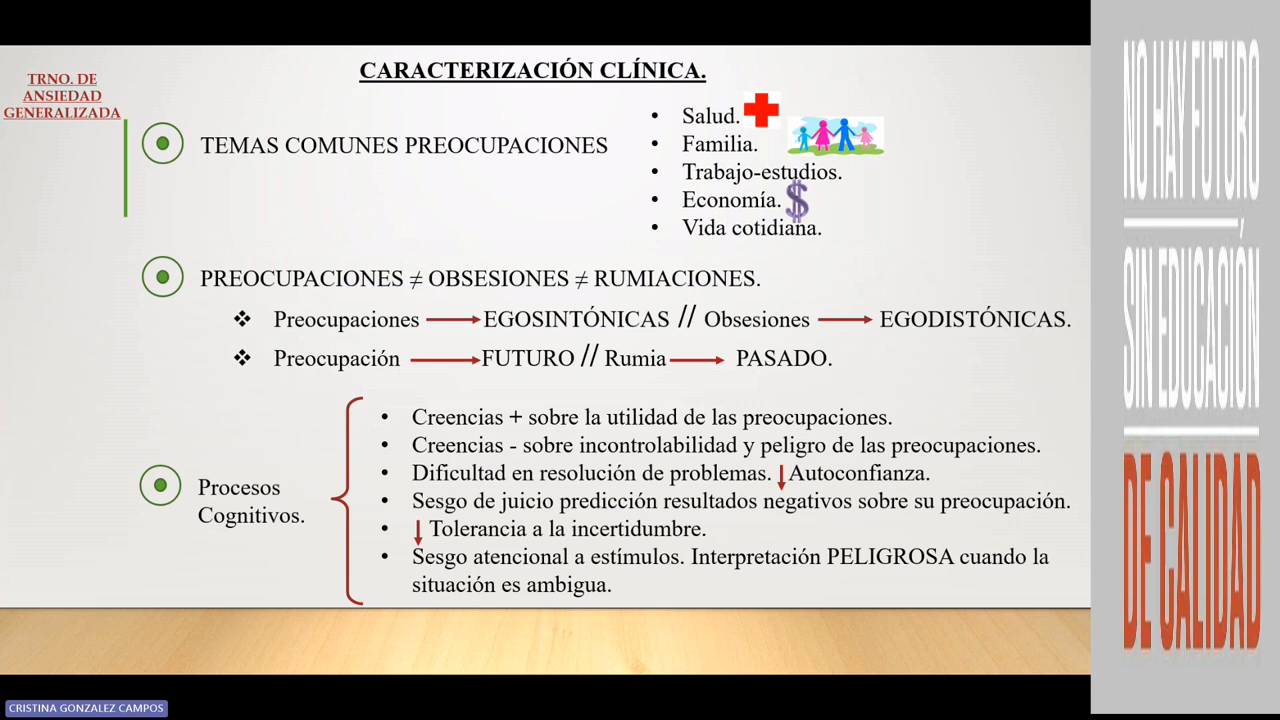 TRNO. DE
ANSIEDAD
GENERALIZADA
CARACTERIZACIÓN CLÍNICA.
TEMAS COMUNES PREOCUPACIONES
• Salud.
• Familia.
• Trabajo-estudios.
• Economía.
• Vida cotidiana.
PREOCUPACIONES ≠ OBSESIONES ≠ RUMIACIONES.
❖ Preocupaciones → EGOSINTÓNICAS // Obsesiones → EGODISTÓNICAS.
❖ Preocupación → FUTURO // Rumia → PASADO.
Procesos
Cognitivos.
• Creencias + sobre la utilidad de las preocupaciones.
• Creencias - sobre incontrolabilidad y peligro de las preocupaciones.
• Dificultad en resolución de problemas. ↓ Autoconfianza.
• Sesgo de juicio predicción resultados negativos sobre su preocupación.
• ↓ Tolerancia a la incertidumbre.
• Sesgo atencional a estímulos. Interpretación PELIGROSA cuando la
situación es ambigua.
NO HAY FUTURO
SIN EDUCACIÓN
DE CALIDAD
CRISTINA GONZALEZ CAMPOS